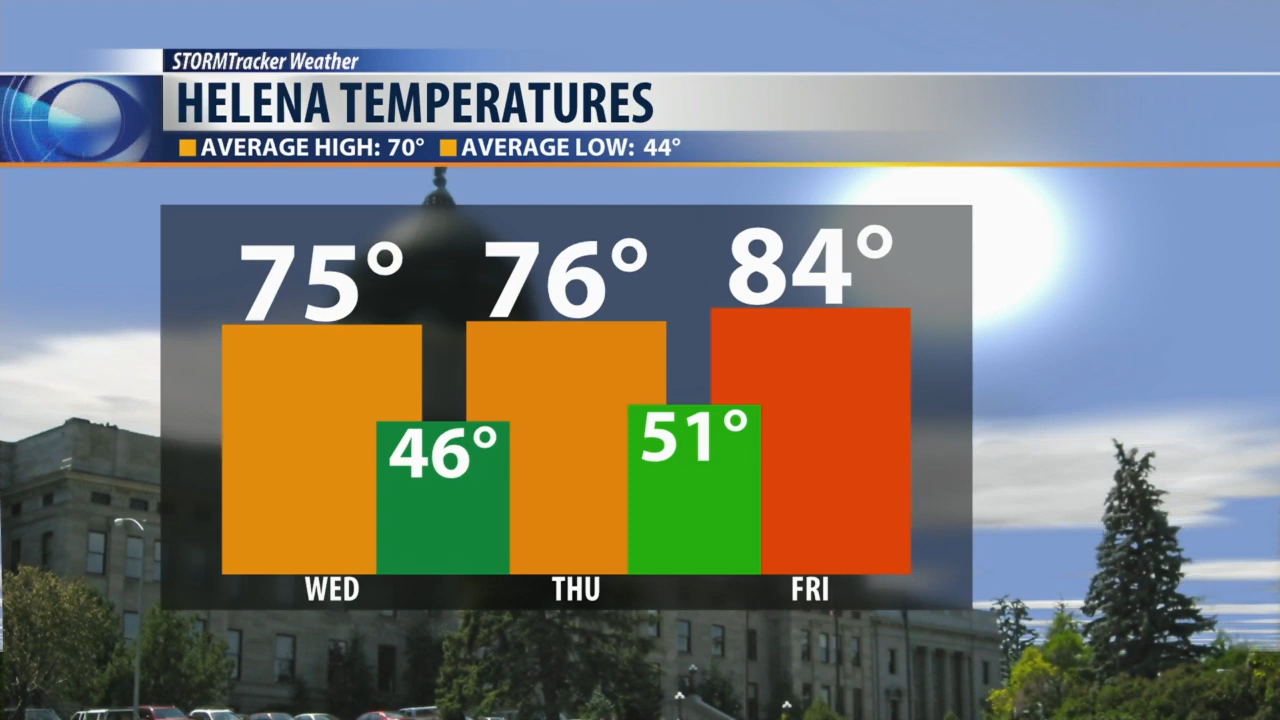 STORMTracker Weather
HELENA TEMPERATURES
AVERAGE HIGH: 70° AVERAGE LOW: 44°
75° 76° 84°
46° 51°
WED THU FRI